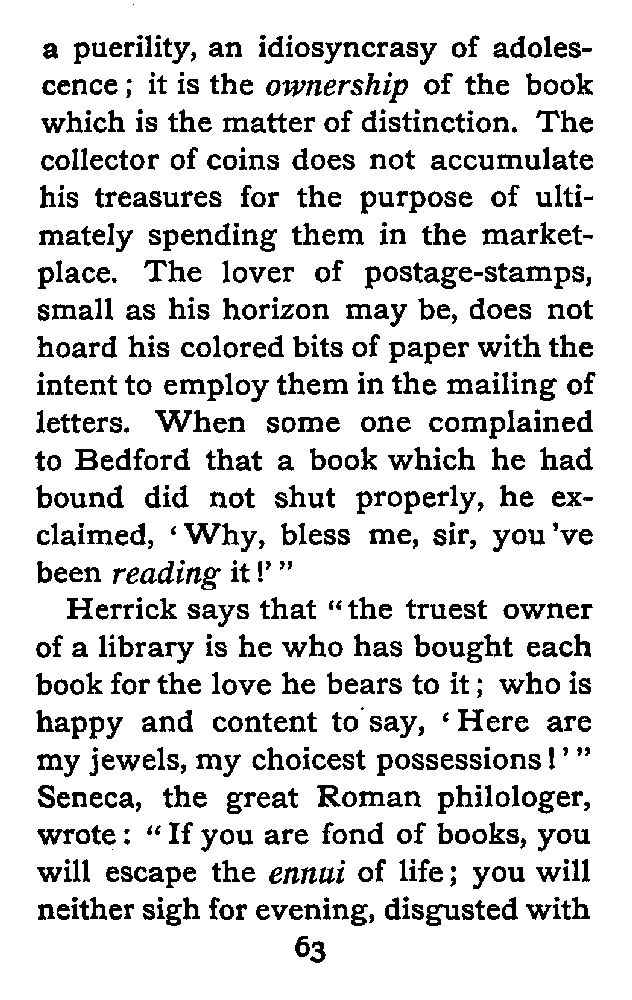 a puerility, an idiosyncrasy of adoles-
cence; it is the ownership of the book
which is the matter of distinction. The
collector of coins does not accumulate
his treasures for the purpose of ulti-
mately spending them in the market-
place. The lover of postage-stamps,
small as his horizon may be, does not
hoard his colored bits of paper with the
intent to employ them in the mailing of
letters. When some one complained
to Bedford that a book which he had
bound did not shut properly, he ex-
claimed, ‘Why, bless me, sir, you’ve
been reading it!’”
Herrick says that “the truest owner
of a library is he who has bought each
book for the love he bears to it; who is
happy and content to say, ‘Here are
my jewels, my choicest possessions!’”
Seneca, the great Roman philologer,
wrote: “If you are fond of books, you
will escape the ennui of life; you will
neither sigh for evening, disgusted with
63